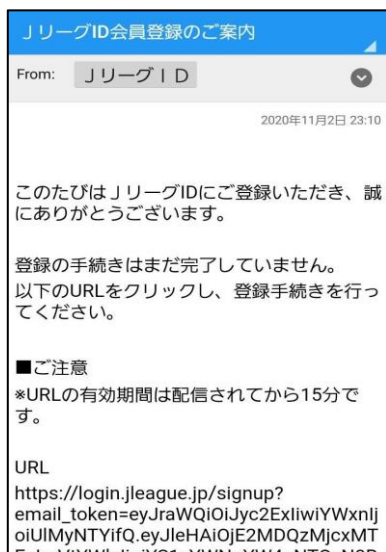 JリーグID会員登録のご案内
From: JリーグID
2020年11月2日 23:10
このたびはJリーグIDにご登録いただき、誠
にありがとうございます。
登録の手続きはまだ完了していません。
以下のURLをクリックし、登録手続きを行っ
てください。
■ご注意
※URLの有効期間は配信されてから15分で
す。
URL
https://login.jleague.jp/signup?
email_token=eyJraWQiOiJyc2ExIiwiYWxnIj
oiUlMyNTYifQ.eyJleHAiOjE2MDQzMjcxMT